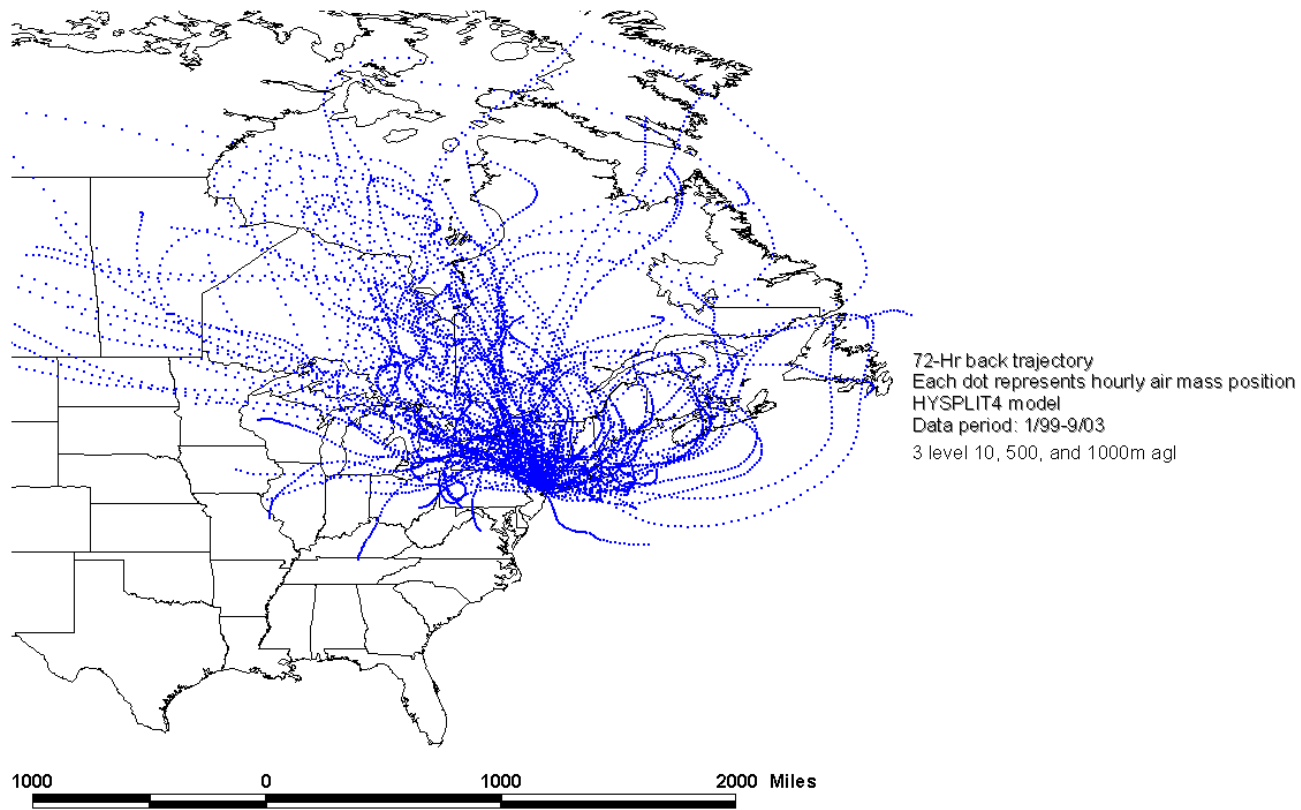 72-Hr back trajectory
Each dot represents hourly air mass position
HYSPLIT4 model
Data period: 1/99-9/03
3 level 10, 500, and 1000m agl
1000 0 1000 2000 Miles